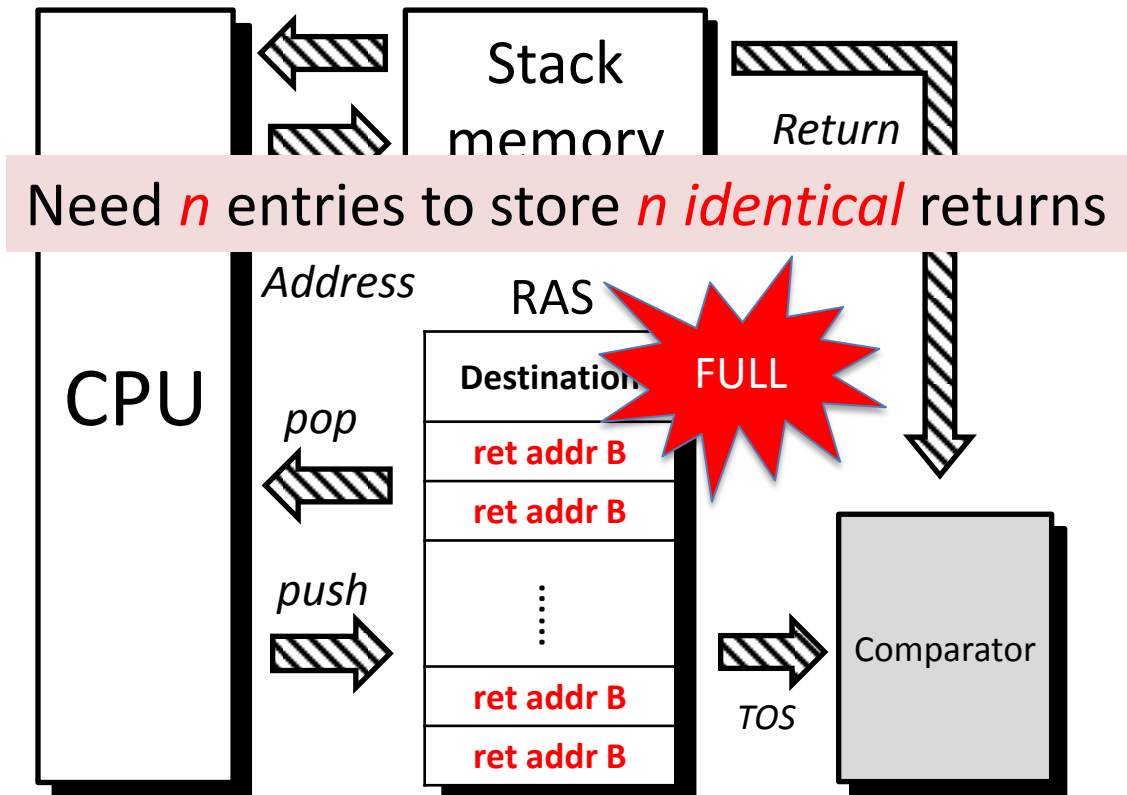 Stack
memory
Return
Need n entries to store n identical returns
Address
RAS
CPU
Destination
FULL
pop
ret addr B
ret addr B
push
......
Comparator
ret addr B
TOS
ret addr B